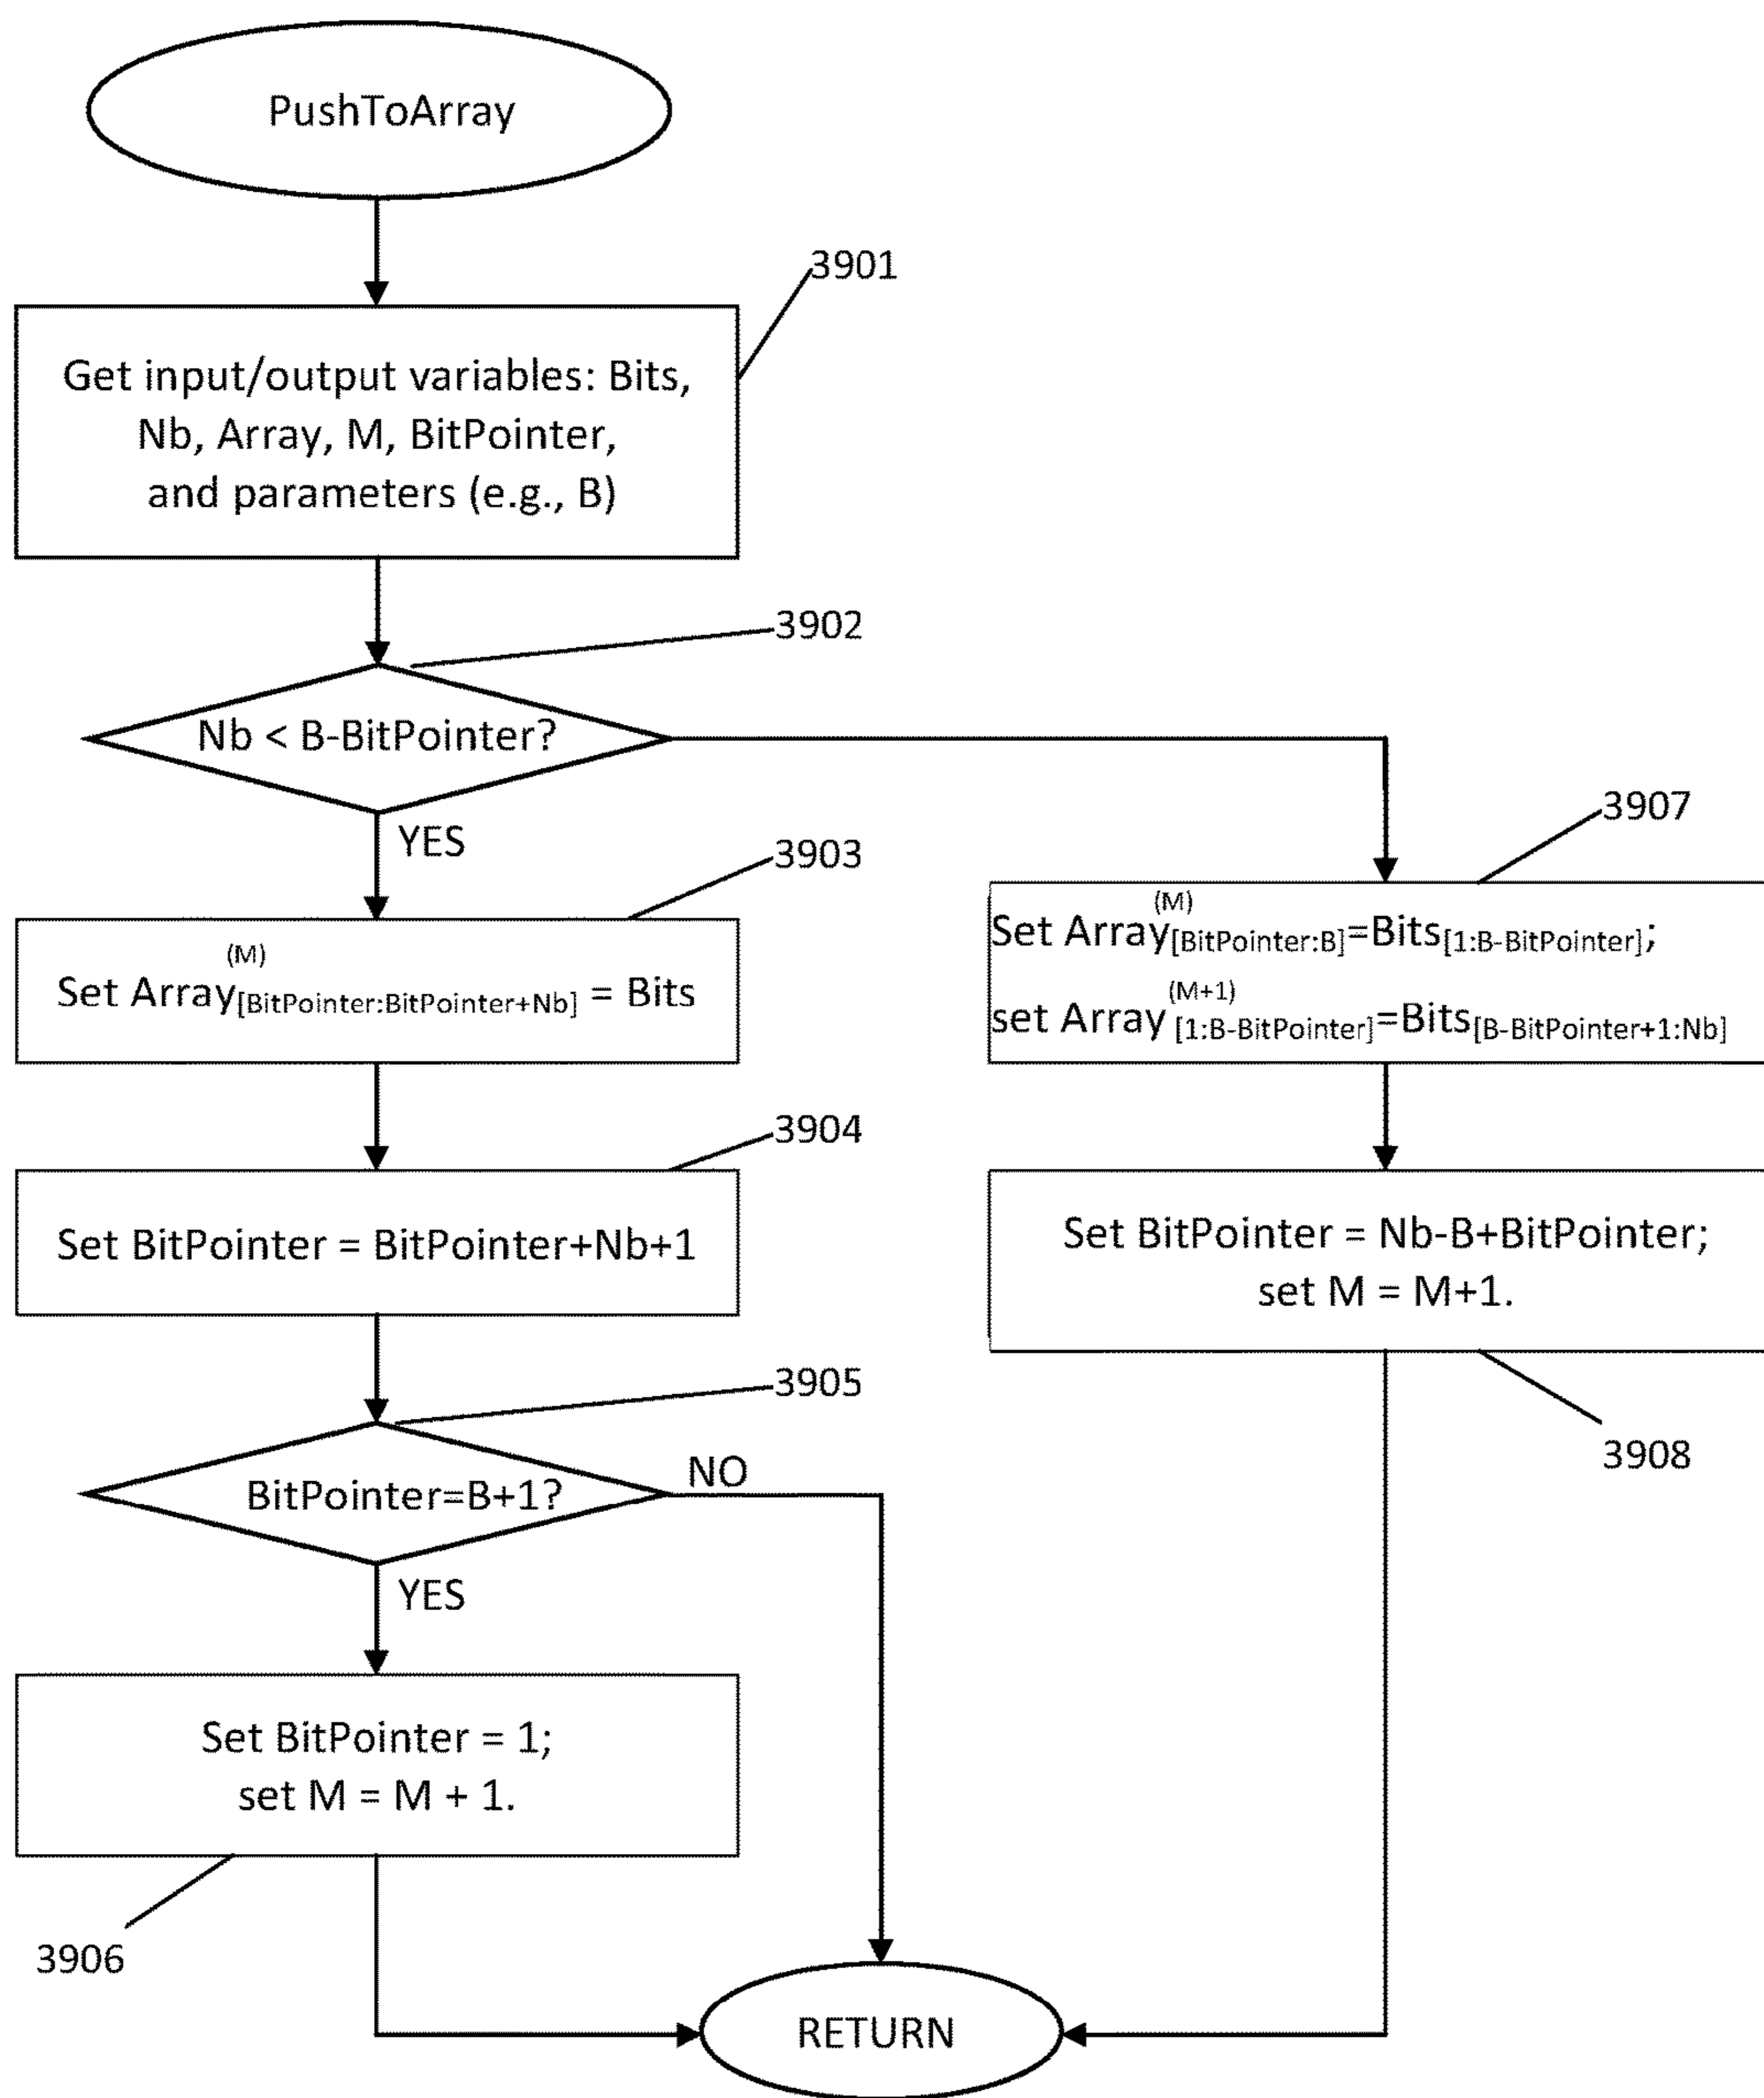 PushToArray
3901
Get input/output variables: Bits,
Nb, Array, M, BitPointer,
and parameters (e.g., B)
3902
Nb < B-BitPointer?
YES
3903
3907
Set Array(M)[BitPointer:BitPointer+Nb] = Bits
Set Array(M)[BitPointer:B]=Bits[1:B-BitPointer];
set Array(M+1)[1:B-BitPointer]=Bits[B-BitPointer+1:Nb]
3904
Set BitPointer = BitPointer+Nb+1
Set BitPointer = Nb-B+BitPointer;
set M = M+1.
3905
3908
BitPointer=B+1?
NO
YES
Set BitPointer = 1;
set M = M + 1.
3906
RETURN